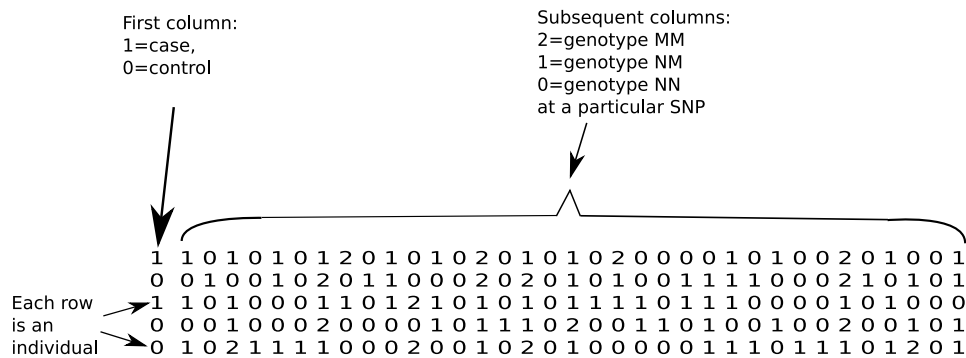 First column:
1=case,
0=control
Subsequent columns:
2=genotype MM
1=genotype NM
0=genotype NN
at a particular SNP
1 1 0 1 0 1 0 1 2 0 1 0 1 0 2 0 1 0 1 0 2 0 0 0 0 1 0 1 0 0 2 0 1 0 0 1
0 0 1 0 0 1 0 2 0 1 1 0 0 0 2 0 2 0 1 0 1 0 0 1 1 1 1 0 0 0 2 1 0 1 0 1
1 1 0 1 0 0 0 1 1 0 1 2 1 0 1 0 1 0 1 1 1 1 0 1 1 1 0 0 0 0 1 0 1 0 0 0
0 0 0 1 0 0 0 2 0 0 0 0 1 0 1 1 1 0 2 0 0 1 1 0 1 0 0 1 0 0 2 0 0 1 0 1
0 1 0 2 1 1 1 1 0 0 0 2 0 0 1 0 2 0 1 0 0 0 0 0 1 1 1 0 1 1 1 0 1 2 0 1
Each row
is an
individual